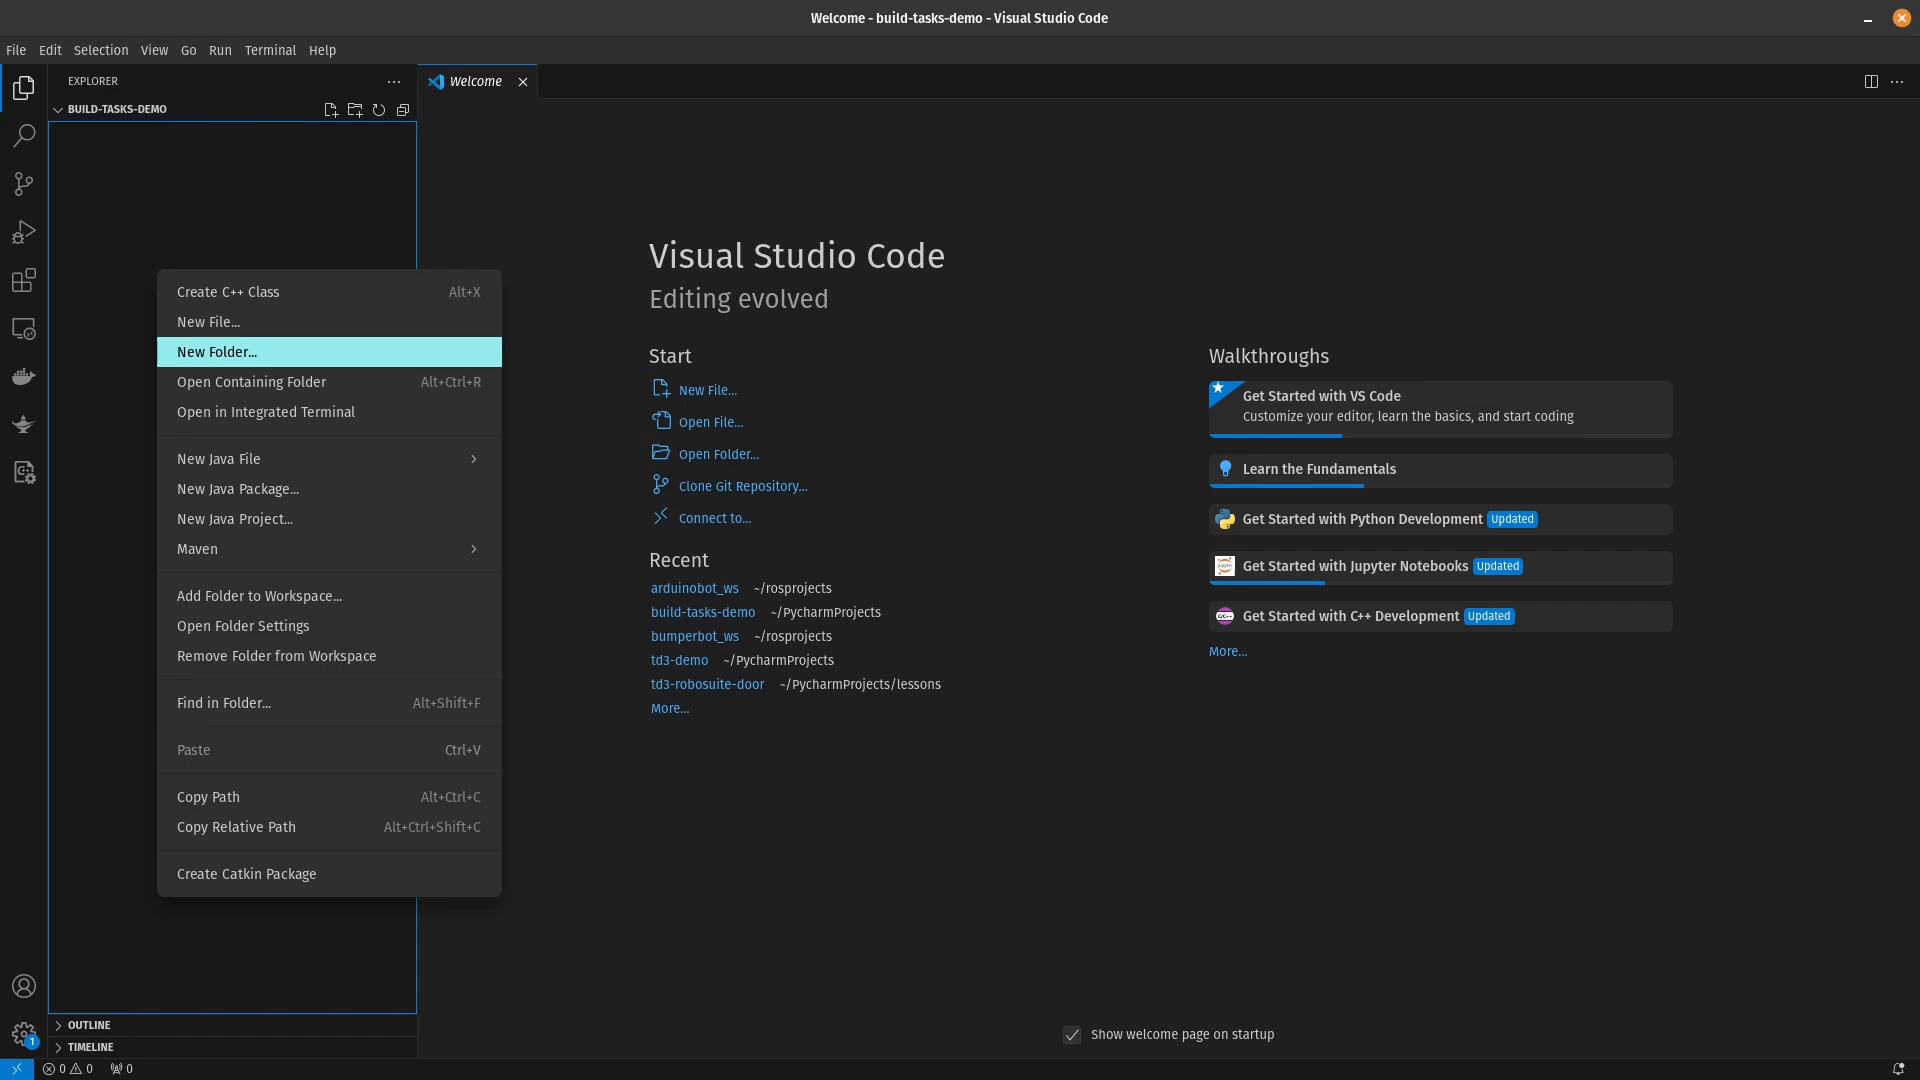 Welcome - build-tasks-demo - Visual Studio Code
File Edit Selection View Go Run Terminal Help
EXPLORER
Welcome
BUILD-TASKS-DEMO
Create C++ Class Alt+X
New File...
New Folder...
Open Containing Folder Alt+Ctrl+R
Open in Integrated Terminal
New Java File
New Java Package...
New Java Project...
Maven
Add Folder to Workspace...
Open Folder Settings
Remove Folder from Workspace
Find in Folder... Alt+Shift+F
Paste Ctrl+V
Copy Path Alt+Ctrl+C
Copy Relative Path Alt+Ctrl+Shift+C
Create Catkin Package
Visual Studio Code
Editing evolved
Start
New File...
Open File...
Open Folder...
Clone Git Repository...
Connect to...
Recent
arduinobot_ws ~/rosprojects
build-tasks-demo ~/PycharmProjects
bumperbot_ws ~/rosprojects
td3-demo ~/PycharmProjects
td3-robosuite-door ~/PycharmProjects/lessons
More...
Walkthroughs
Get Started with VS Code
Customize your editor, learn the basics, and start coding
Learn the Fundamentals
Get Started with Python Development Updated
Get Started with Jupyter Notebooks Updated
Get Started with C++ Development Updated
More...
Show welcome page on startup
OUTLINE
1
TIMELINE
0 0 0